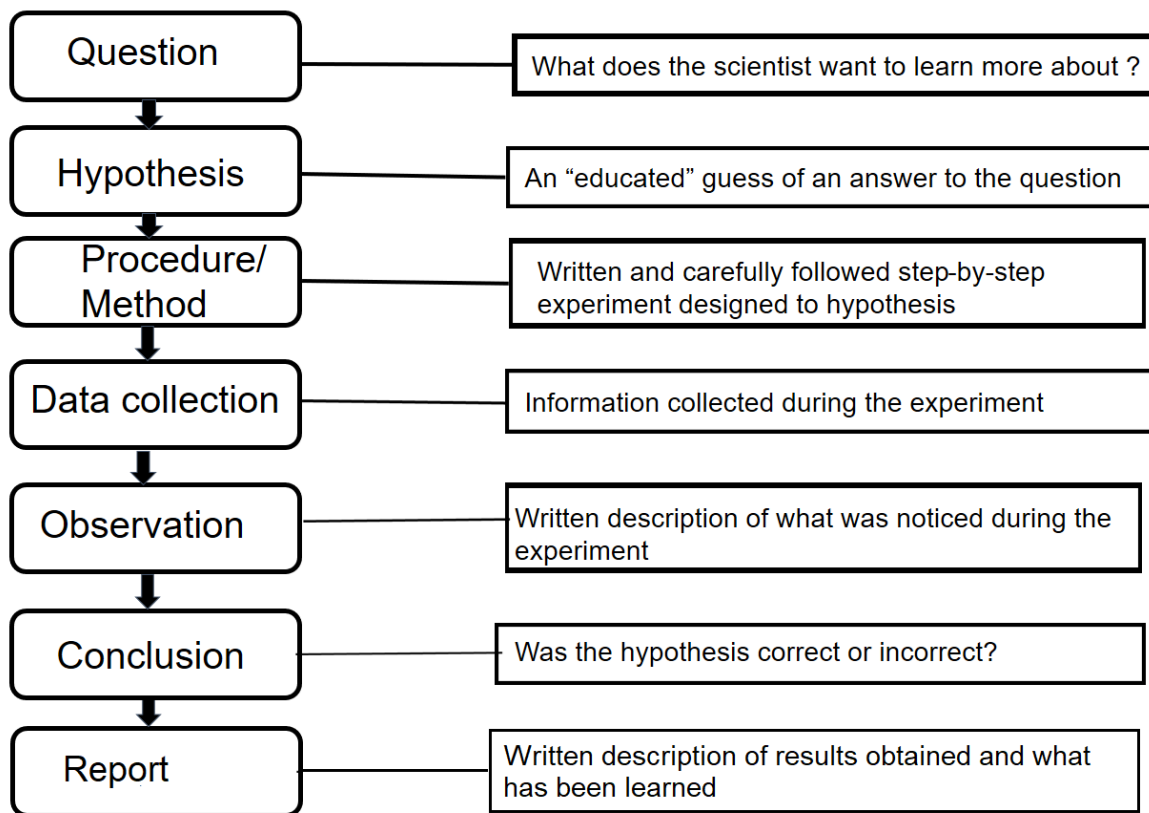 Question
What does the scientist want to learn more about ?
Hypothesis
An “educated” guess of an answer to the question
Procedure/
Method
Written and carefully followed step-by-step
experiment designed to hypothesis
Data collection
Information collected during the experiment
Observation
Written description of what was noticed during the
experiment
Conclusion
Was the hypothesis correct or incorrect?
Report
Written description of results obtained and what
has been learned